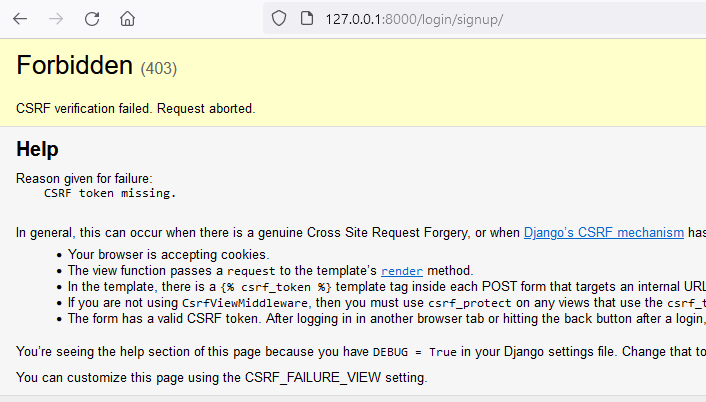 127.0.0.1:8000/login/signup/
Forbidden (403)
CSRF verification failed. Request aborted.
Help
Reason given for failure:
CSRF token missing.
In general, this can occur when there is a genuine Cross Site Request Forgery, or when Django's CSRF mechanism has
• Your browser is accepting cookies.
• The view function passes a request to the template's render method.
• In the template, there is a {% csrf_token %} template tag inside each POST form that targets an internal URL
• If you are not using CsrfViewMiddleware, then you must use csrf_protect on any views that use the csrf_t
• The form has a valid CSRF token. After logging in in another browser tab or hitting the back button after a login,
You're seeing the help section of this page because you have DEBUG = True in your Django settings file. Change that to
You can customize this page using the CSRF_FAILURE_VIEW setting.